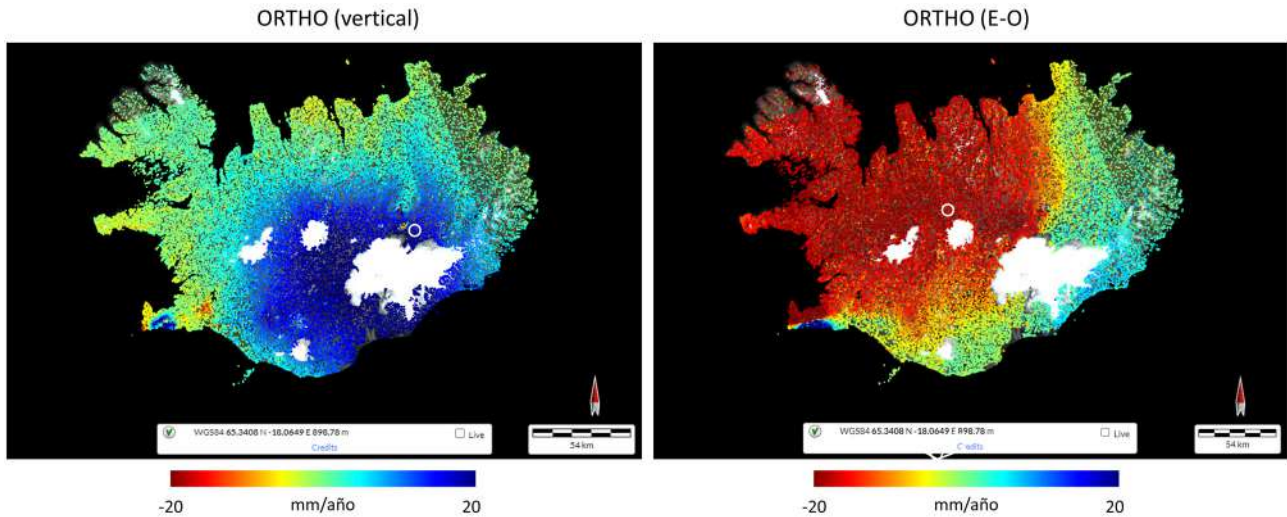 ORTHO (vertical)
ORTHO (E-O)
WGS84 65.3408 N -18.0649 E 898.78 m
Live
Credits
54 km
WGS84 65.3408 N -18.0649 E 898.78 m
Live
Credits
54 km
-20
mm/año
20
-20
mm/año
20